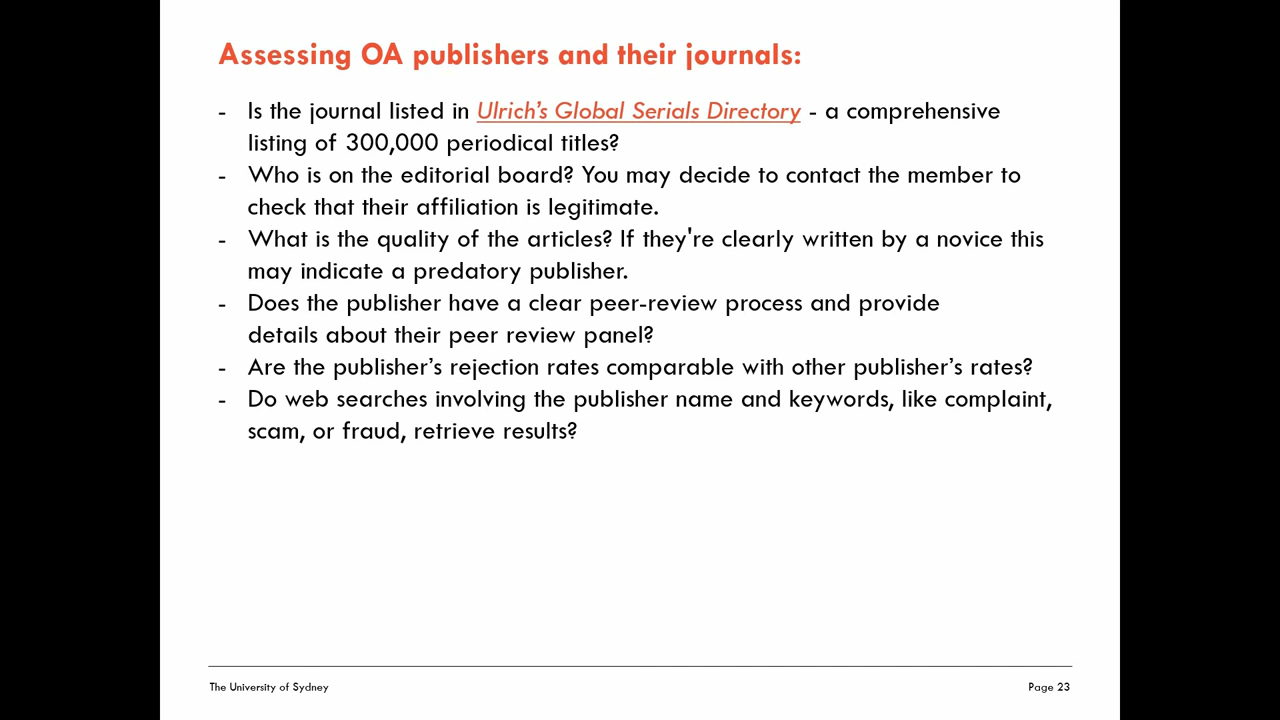 Assessing OA publishers and their journals:
- Is the journal listed in Ulrich’s Global Serials Directory - a comprehensive
listing of 300,000 periodical titles?
- Who is on the editorial board? You may decide to contact the member to
check that their affiliation is legitimate.
- What is the quality of the articles? If they're clearly written by a novice this
may indicate a predatory publisher.
- Does the publisher have a clear peer-review process and provide
details about their peer review panel?
- Are the publisher’s rejection rates comparable with other publisher’s rates?
- Do web searches involving the publisher name and keywords, like complaint,
scam, or fraud, retrieve results?
The University of Sydney
Page 23